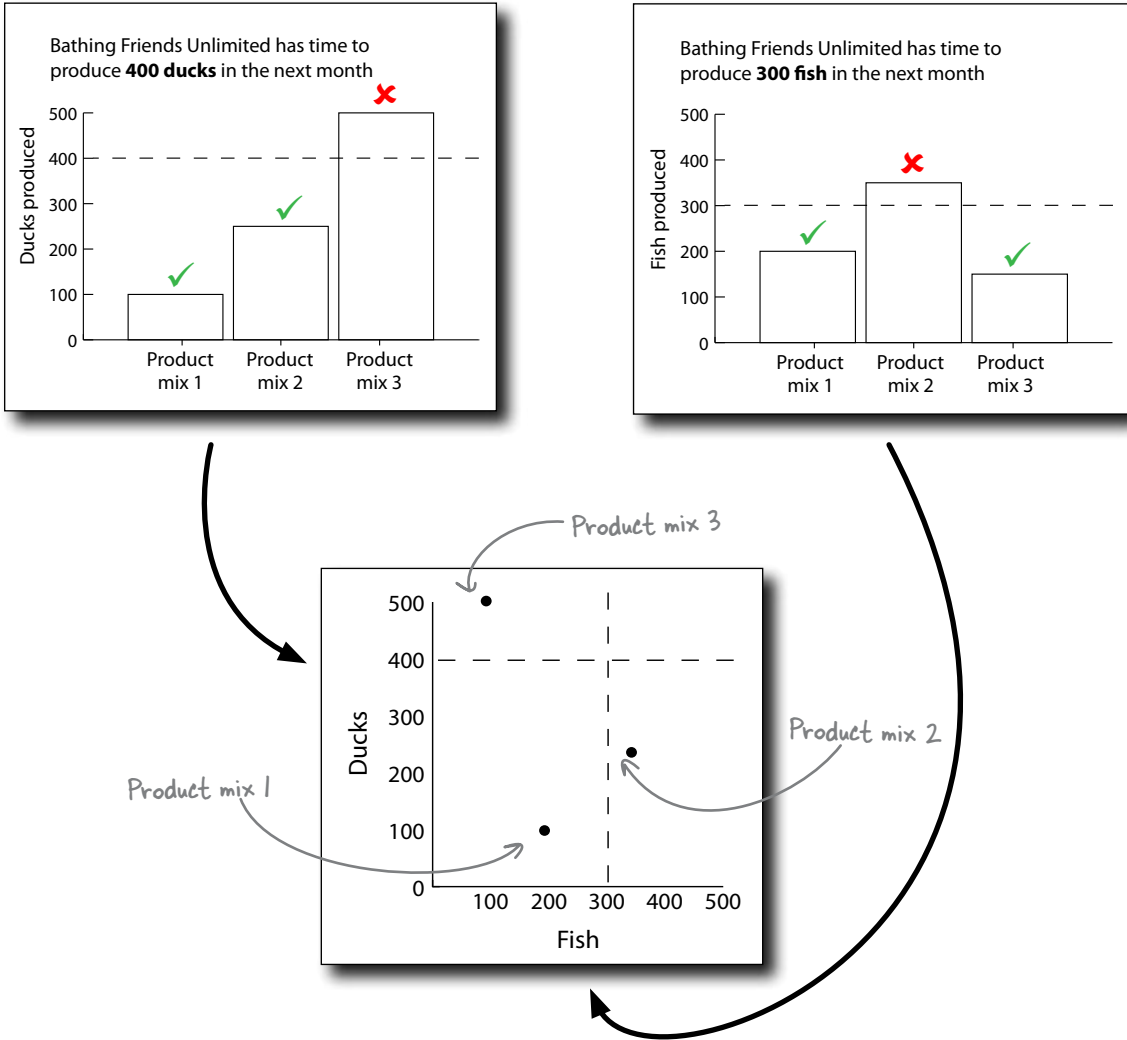 Bathing Friends Unlimited has time to
produce 400 ducks in the next month
Ducks produced
500
400
300
200
100
0
Product
mix 1
Product
mix 2
Product
mix 3
Bathing Friends Unlimited has time to
produce 300 fish in the next month
Fish produced
500
400
300
200
100
0
Product
mix 1
Product
mix 2
Product
mix 3
Product mix 3
Product mix 2
Product mix 1
Ducks
500
400
300
200
100
0
100 200 300 400 500
Fish